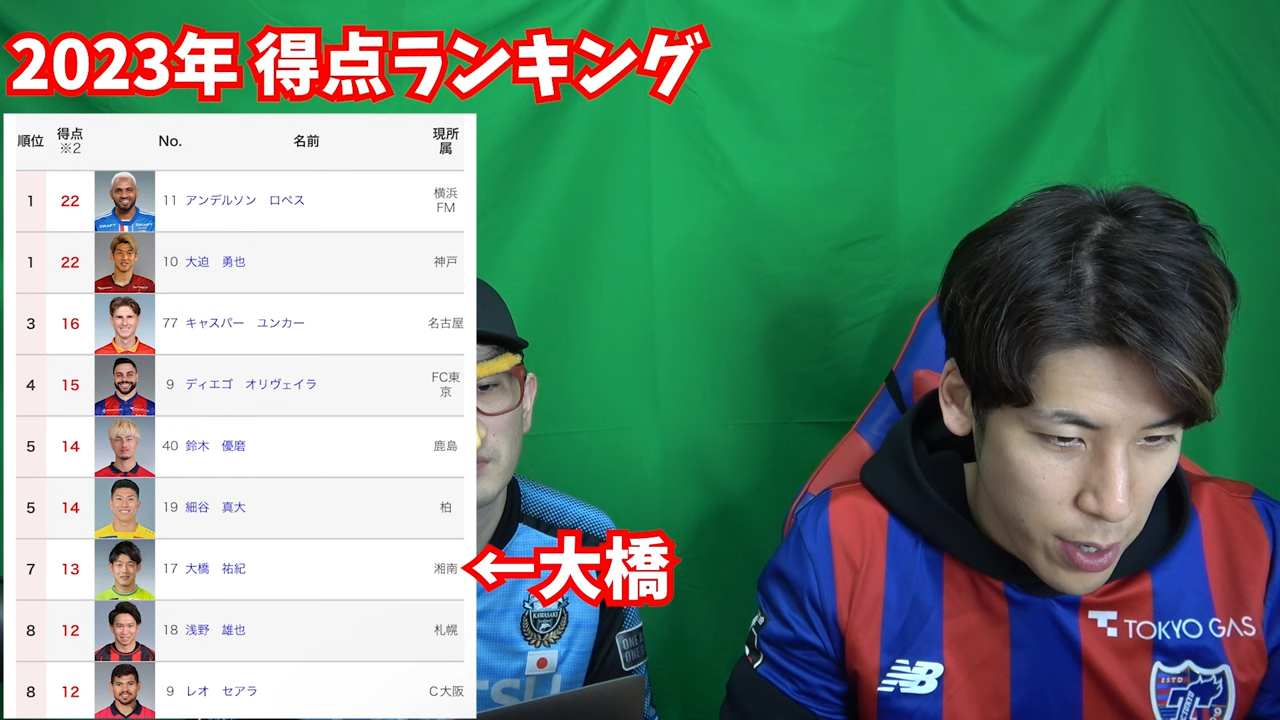 2023年 得点ランキング
順位 得点 No. 名前 現所
※2 属
1 22 11 アンデルソン ロペス 横浜
FM
1 22 10 大迫 勇也 神戸
3 16 77 キャスパー ユンカー 名古屋
4 15 9 ディエゴ オリヴェイラ FC東
京
5 14 40 鈴木 優磨 鹿島
5 14 19 細谷 真大 柏
7 13 17 大橋 祐紀 湘南
8 12 18 浅野 雄也 札幌
8 12 9 レオ セアラ C大阪
←大橋
KAWASAKI
TOKYO GAS
NB
ESTD
TOKYO